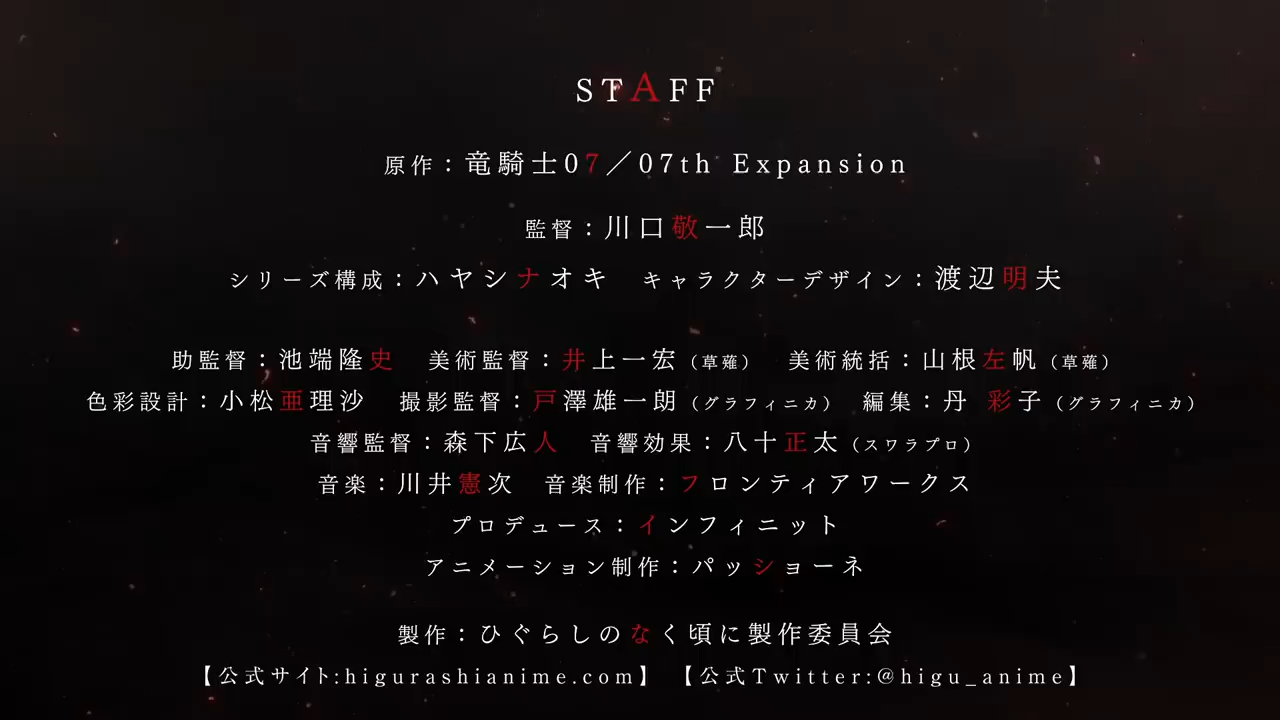 STAFF
原作：竜騎士07／07th Expansion
監督：川口敬一郎
シリーズ構成：ハヤシナオキ　キャラクターデザイン：渡辺明夫
助監督：池端隆史　美術監督：井上一宏（草薙）　美術統括：山根左帆（草薙）
色彩設計：小松亜理沙　撮影監督：戸澤雄一朗（グラフィニカ）　編集：丹 彩子（グラフィニカ）
音響監督：森下広人　音響効果：八十正太（スワラプロ）
音楽：川井憲次　音楽制作：フロンティアワークス
プロデュース：インフィニット
アニメーション制作：パッショーネ
製作：ひぐらしのなく頃に製作委員会
【公式サイト:higurashianime.com】　【公式Twitter:@higu_anime】